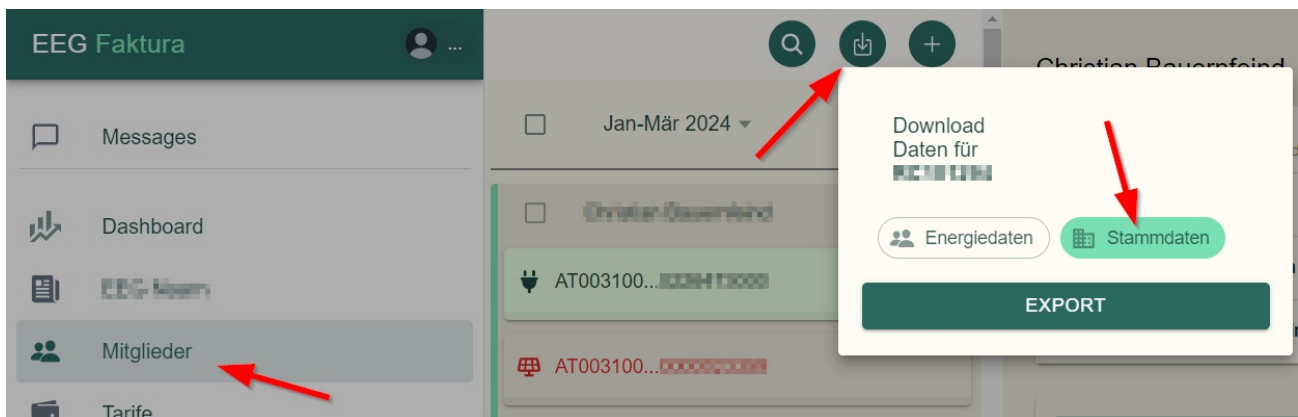 EEG Faktura
...
Messages
Dashboard
Mitglieder
Tarife
Jan-Mär 2024
AT003100...
AT003100...
Download
Daten für
Energiedaten
Stammdaten
EXPORT